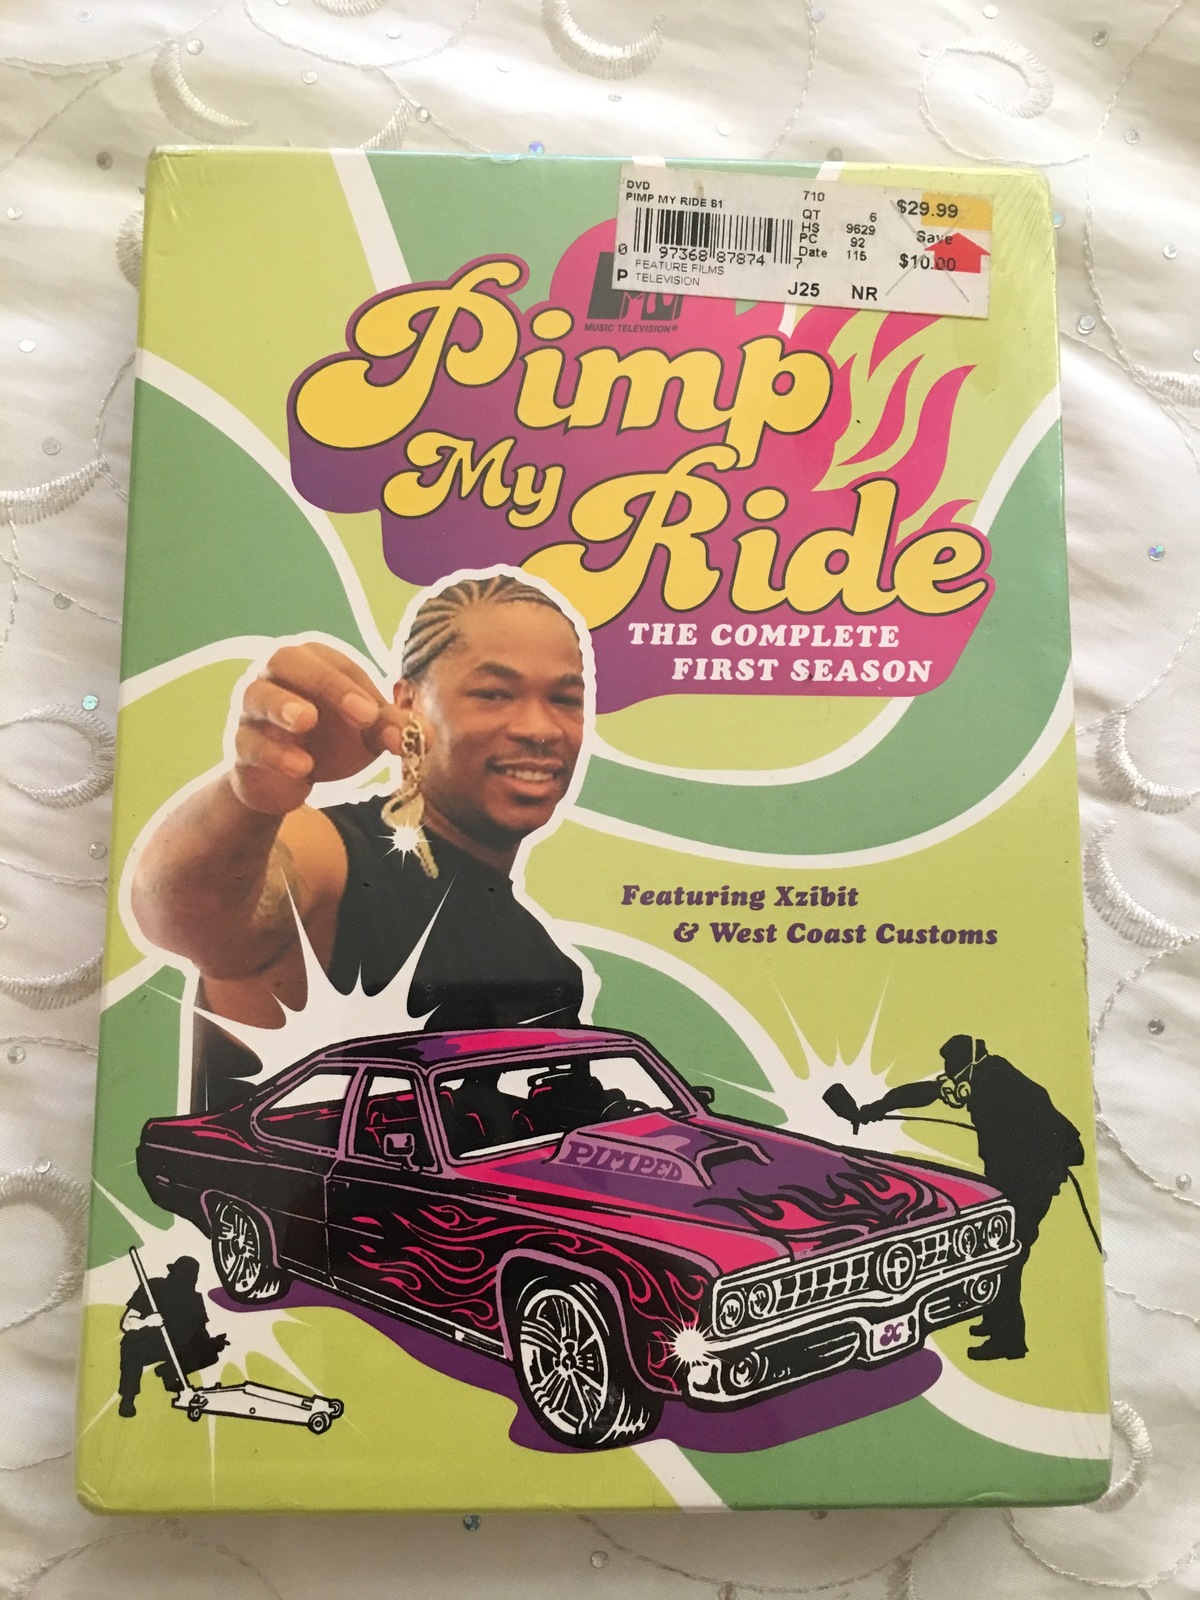 DVD
PIMP MY RIDE S1
710
QT 6
HS 9629
PC 92
Date 115
$29.99
Save
$10.00
0 97368 87874 7
FEATURE FILMS
P TELEVISION
J25 NR
MUSIC TELEVISION®
Pimp
My
Ride
THE COMPLETE
FIRST SEASON
Featuring Xzibit
& West Coast Customs
PIMPED
P
X